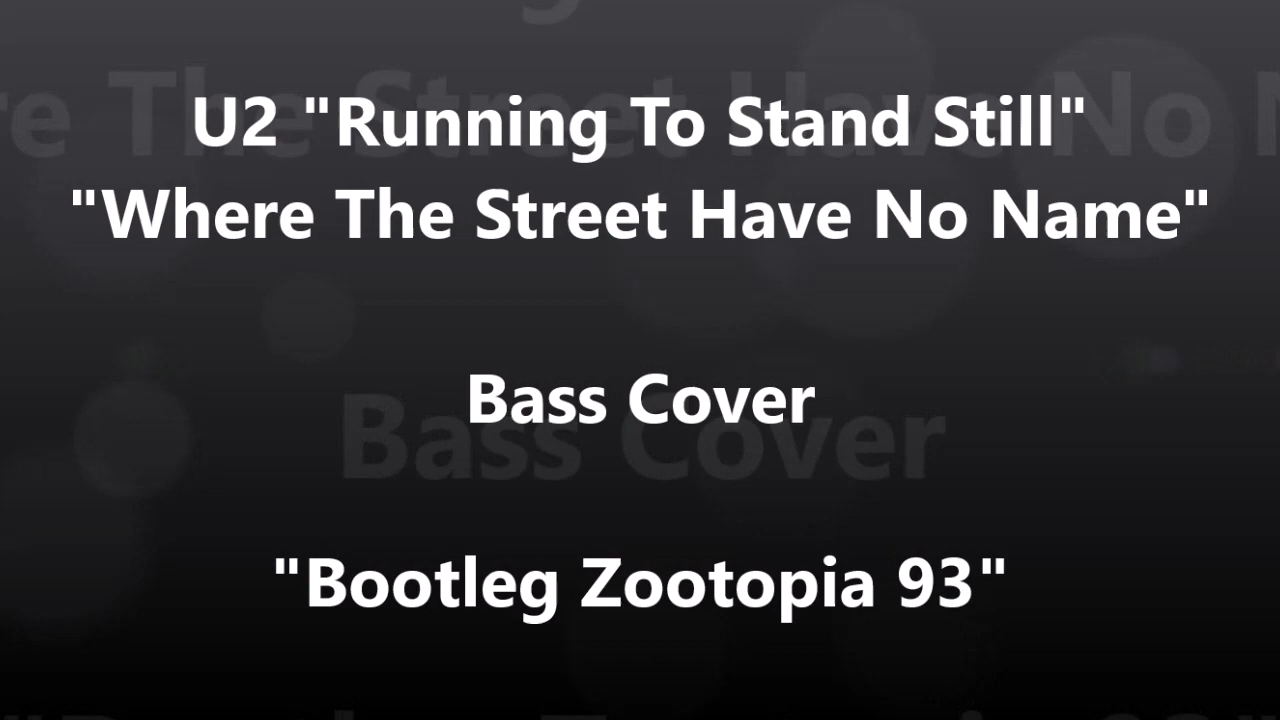 U2 "Running To Stand Still"
"Where The Street Have No Name"
Bass Cover
"Bootleg Zootopia 93"